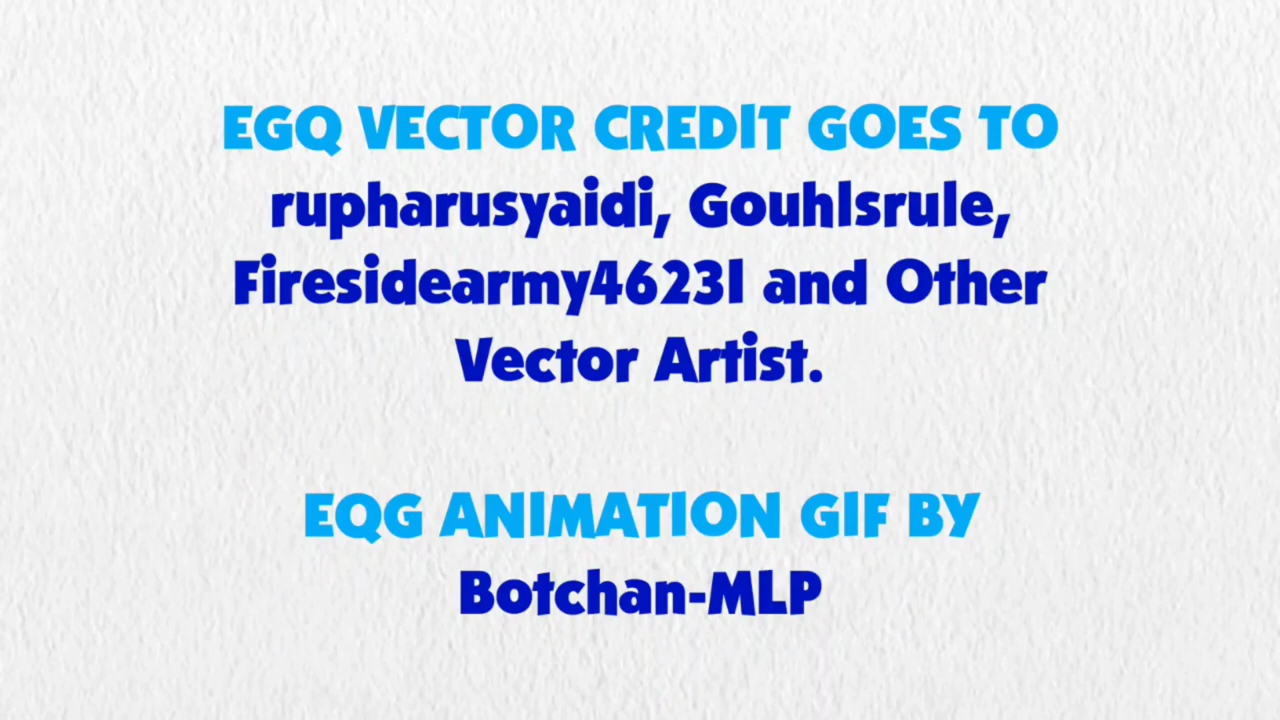 EGQ VECTOR CREDIT GOES TO
rupharusyaidi, Gouhlsrule,
Firesidearmy46231 and Other
Vector Artist.
EQG ANIMATION GIF BY
Botchan-MLP